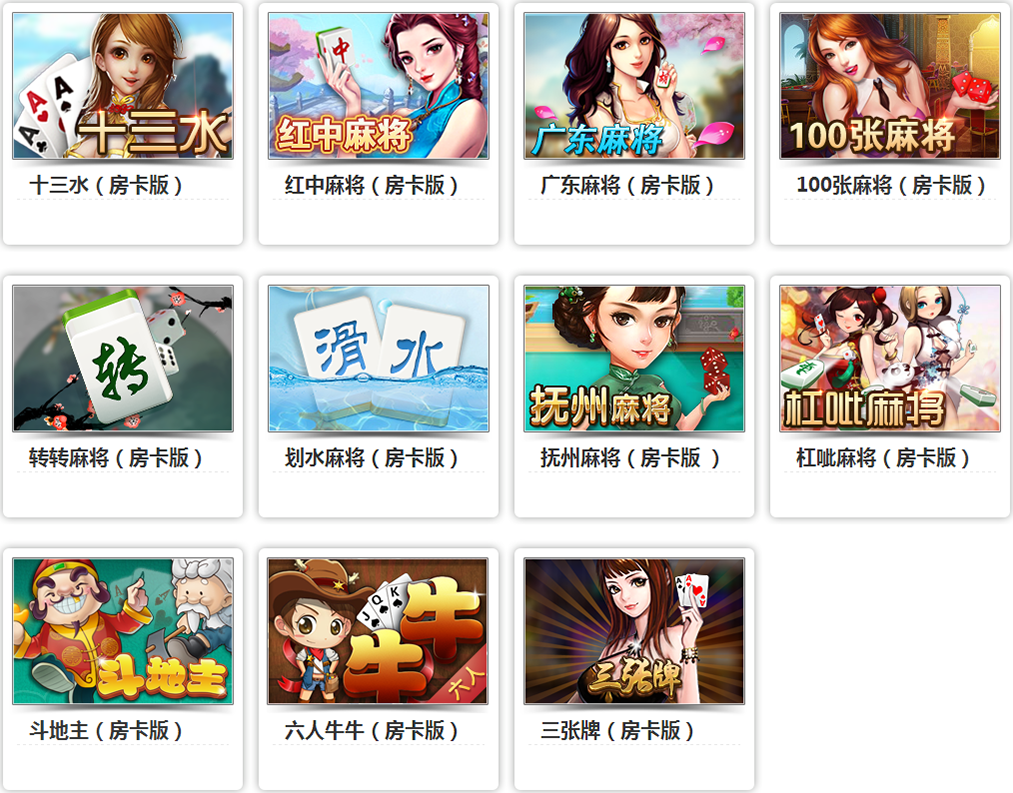 A A A 十三水
中 红中麻将
广东麻将
100张麻将
十三水（房卡版）
红中麻将（房卡版）
广东麻将（房卡版）
100张麻将（房卡版）
转
滑 水
抚州麻将
杠呲麻将
转转麻将（房卡版）
划水麻将（房卡版）
抚州麻将（房卡版 ）
杠呲麻将（房卡版）
斗地主
J Q K 牛牛
六人
A A 三张牌
斗地主（房卡版）
六人牛牛（房卡版）
三张牌（房卡版）